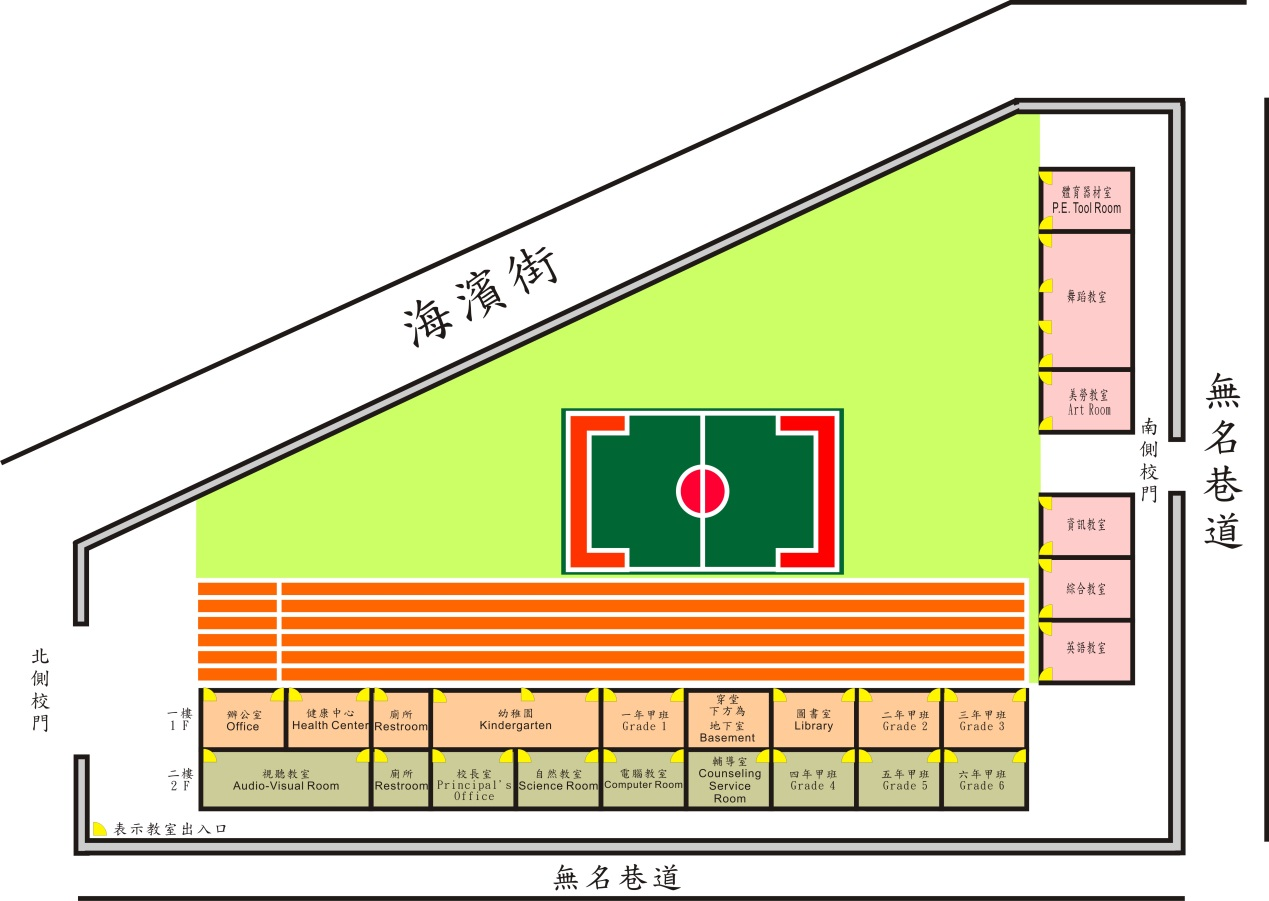 海濱街
體育器材室
P.E. Tool Room
舞蹈教室
美勞教室
Art Room
南側校門
無名巷道
資訊教室
綜合教室
英語教室
北側校門
一樓
1F
辦公室
Office
健康中心
Health Center
廁所
Restroom
幼稚園
Kindergarten
一年甲班
Grade 1
穿堂
下方為
地下室
Basement
圖書室
Library
二年甲班
Grade 2
三年甲班
Grade 3
二樓
2F
視聽教室
Audio-Visual Room
廁所
Restroom
校長室
Principal's
Office
自然教室
Science Room
電腦教室
Computer Room
輔導室
Counseling
Service
Room
四年甲班
Grade 4
五年甲班
Grade 5
六年甲班
Grade 6
表示教室出入口
無名巷道